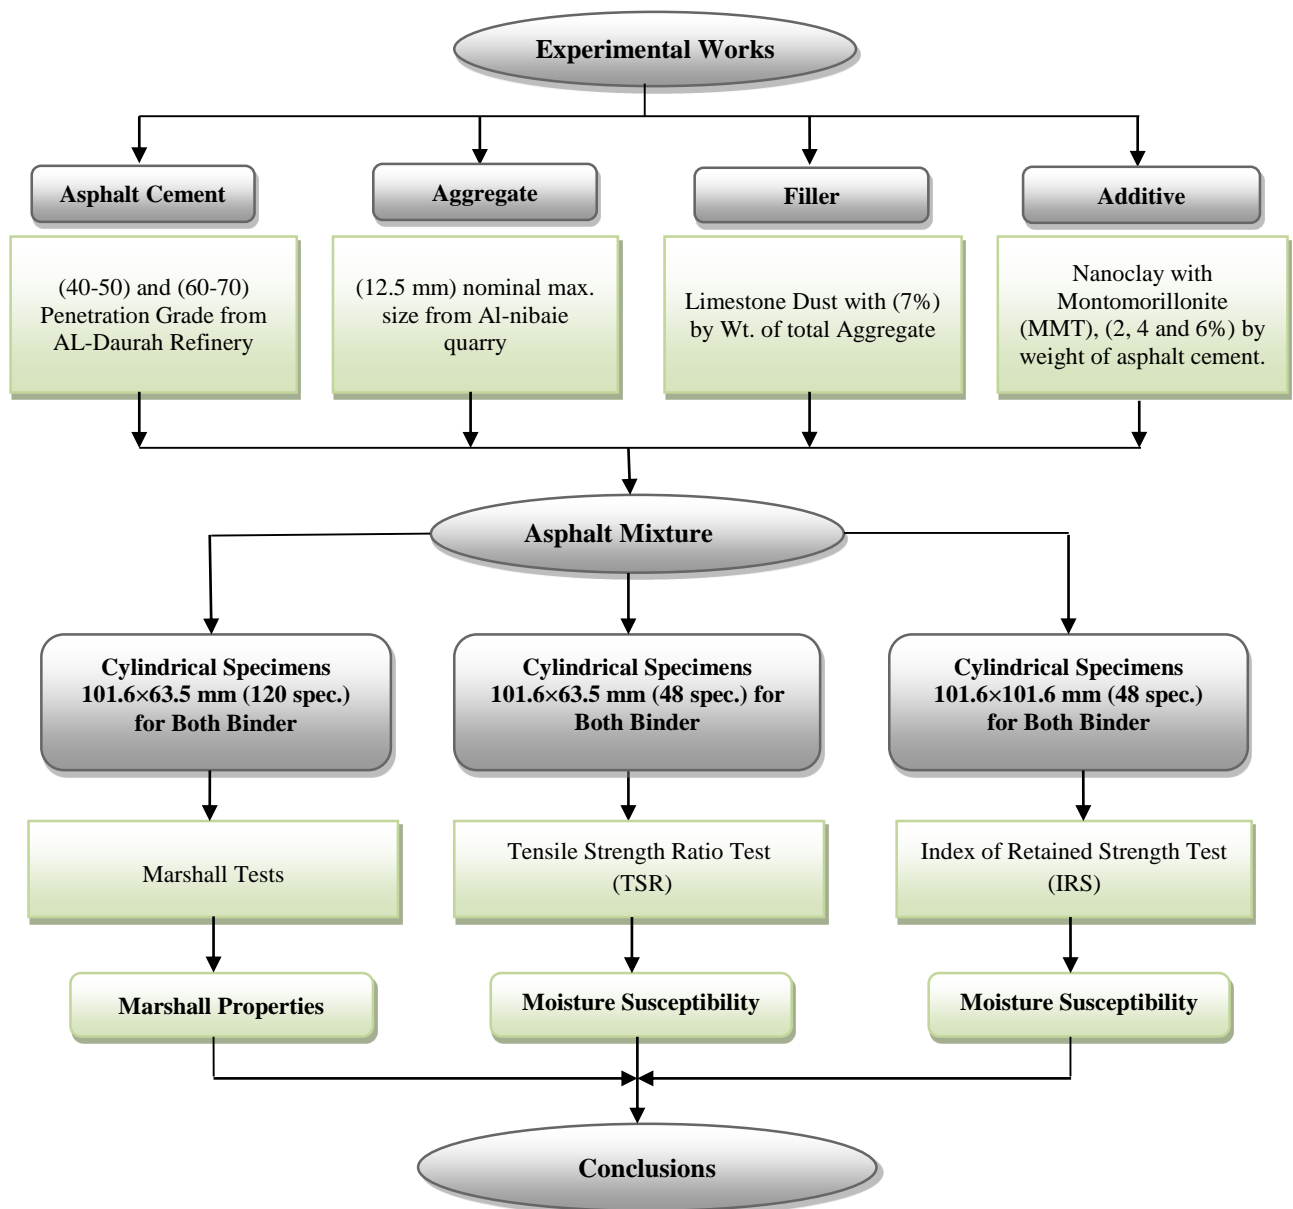 Experimental Works
Asphalt Cement
Aggregate
Filler
Additive
(40-50) and (60-70)
Penetration Grade from
AL-Daurah Refinery
(12.5 mm) nominal max.
size from Al-nibaie
quarry
Limestone Dust with (7%)
by Wt. of total Aggregate
Nanoclay with
Montomorillonite
(MMT), (2, 4 and 6%) by
weight of asphalt cement.
Asphalt Mixture
Cylindrical Specimens
101.6×63.5 mm (120 spec.)
for Both Binder
Cylindrical Specimens
101.6×63.5 mm (48 spec.) for
Both Binder
Cylindrical Specimens
101.6×101.6 mm (48 spec.)
for Both Binder
Marshall Tests
Tensile Strength Ratio Test
(TSR)
Index of Retained Strength Test
(IRS)
Marshall Properties
Moisture Susceptibility
Moisture Susceptibility
Conclusions